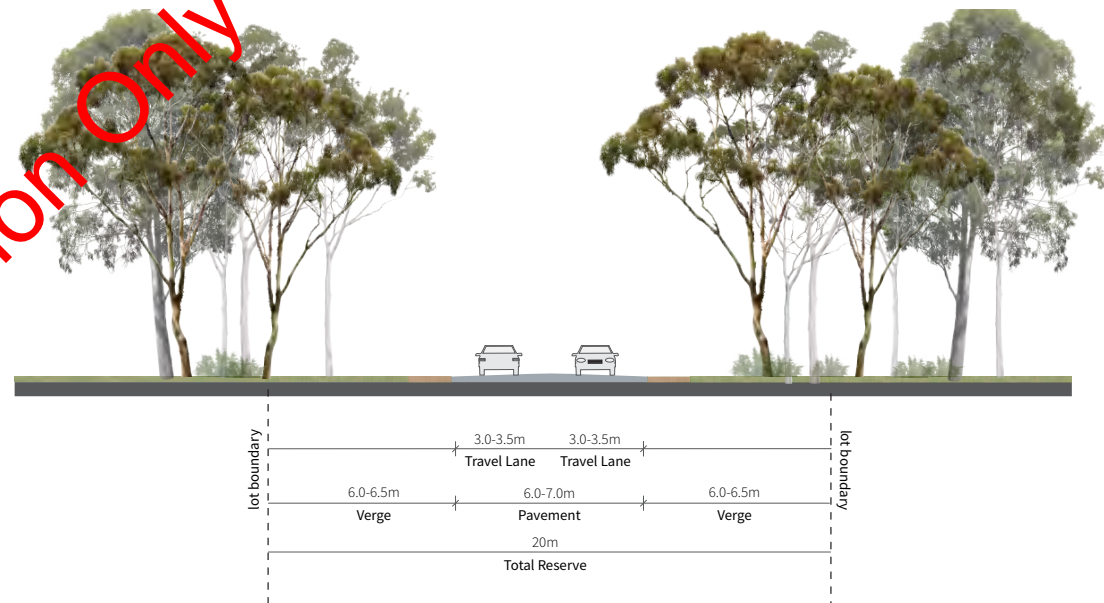 on Only
lot boundary
lot boundary
3.0-3.5m 3.0-3.5m
Travel Lane Travel Lane
6.0-6.5m 6.0-7.0m 6.0-6.5m
Verge Pavement Verge
20m
Total Reserve